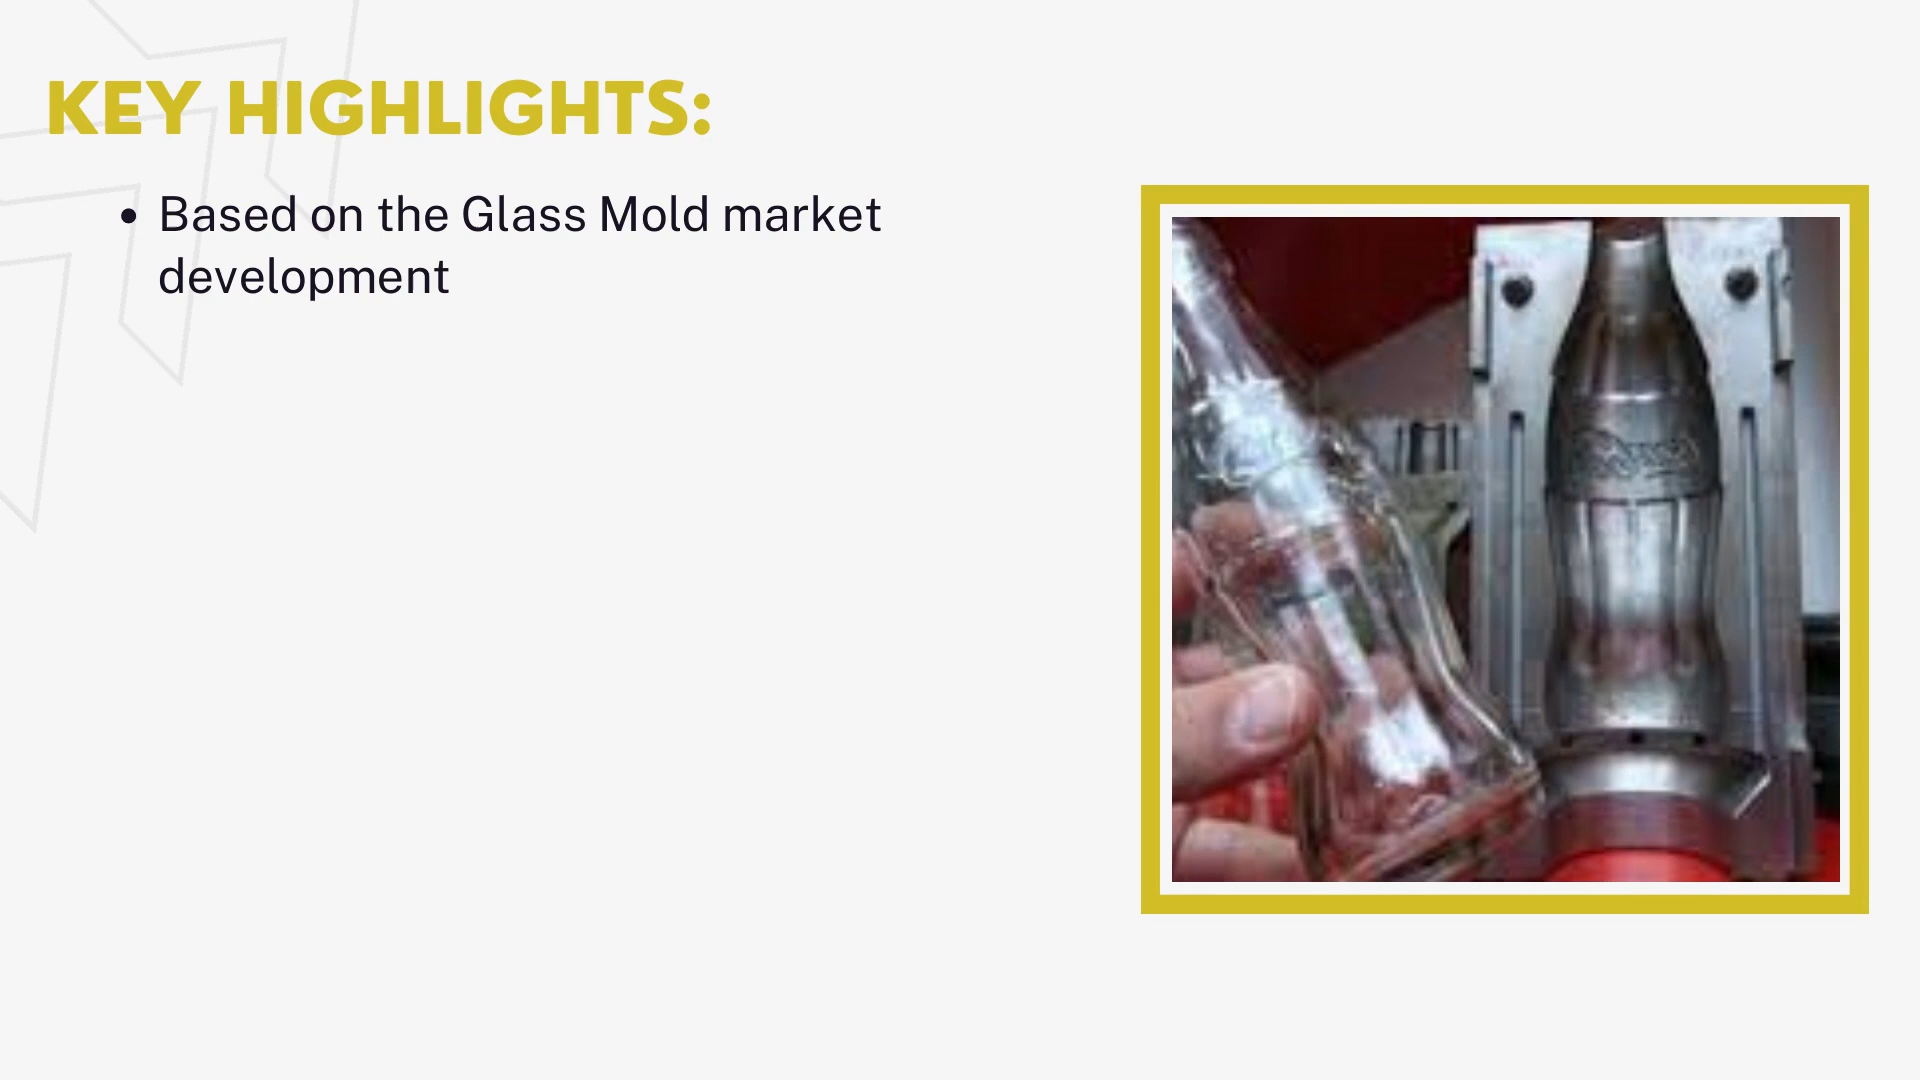 KEY HIGHLIGHTS:
• Based on the Glass Mold market
development